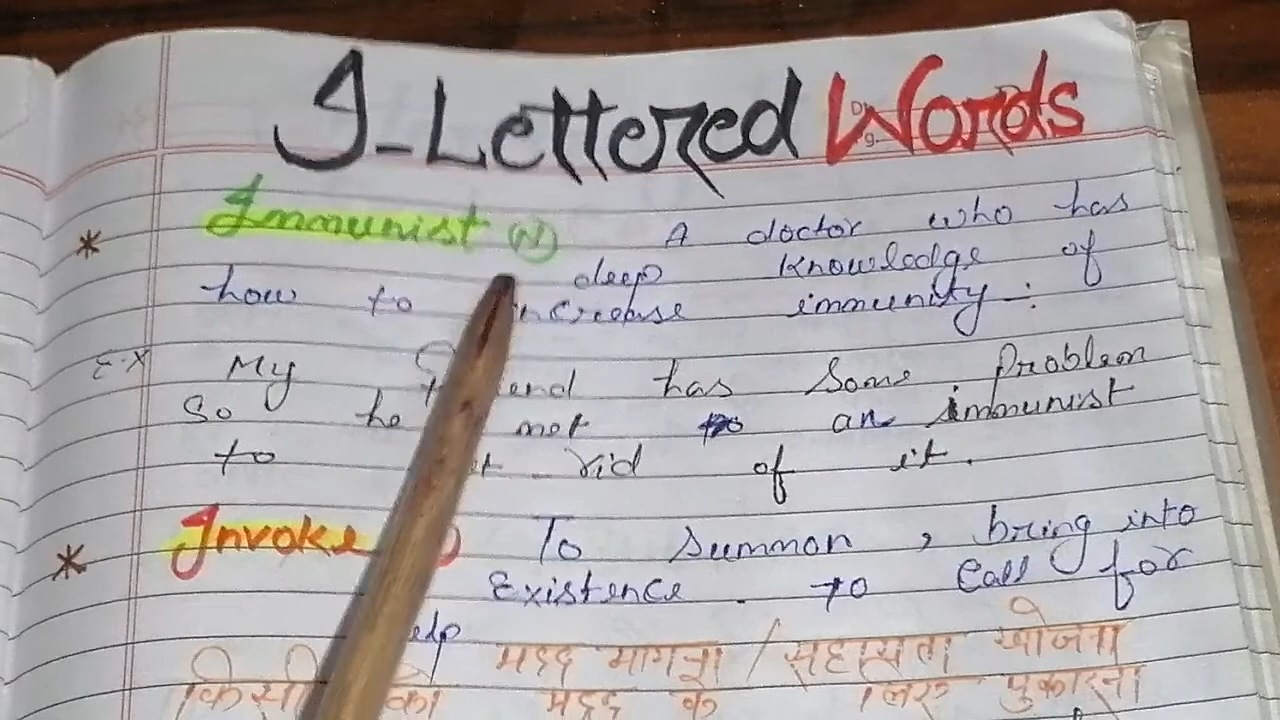 I-Lettered Words
* Immunist (N) A doctor who has
deep knowledge of
how to increase immunity :
Ex My has some problem
So he met an immunist
to rid of it.
* Invoke To summon, bring into
Existence. to call for
मदद मागना / सहायता खोजना
किसी को मदद के लिए पुकारना